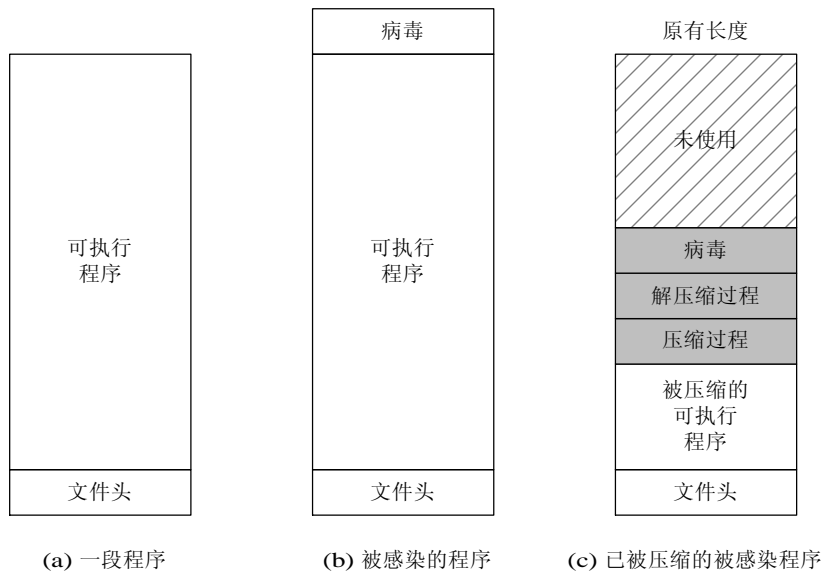 可执行
程序
文件头
(a) 一段程序
病毒
可执行
程序
文件头
(b) 被感染的程序
原有长度
未使用
病毒
解压缩过程
压缩过程
被压缩的
可执行
程序
文件头
(c) 已被压缩的被感染程序